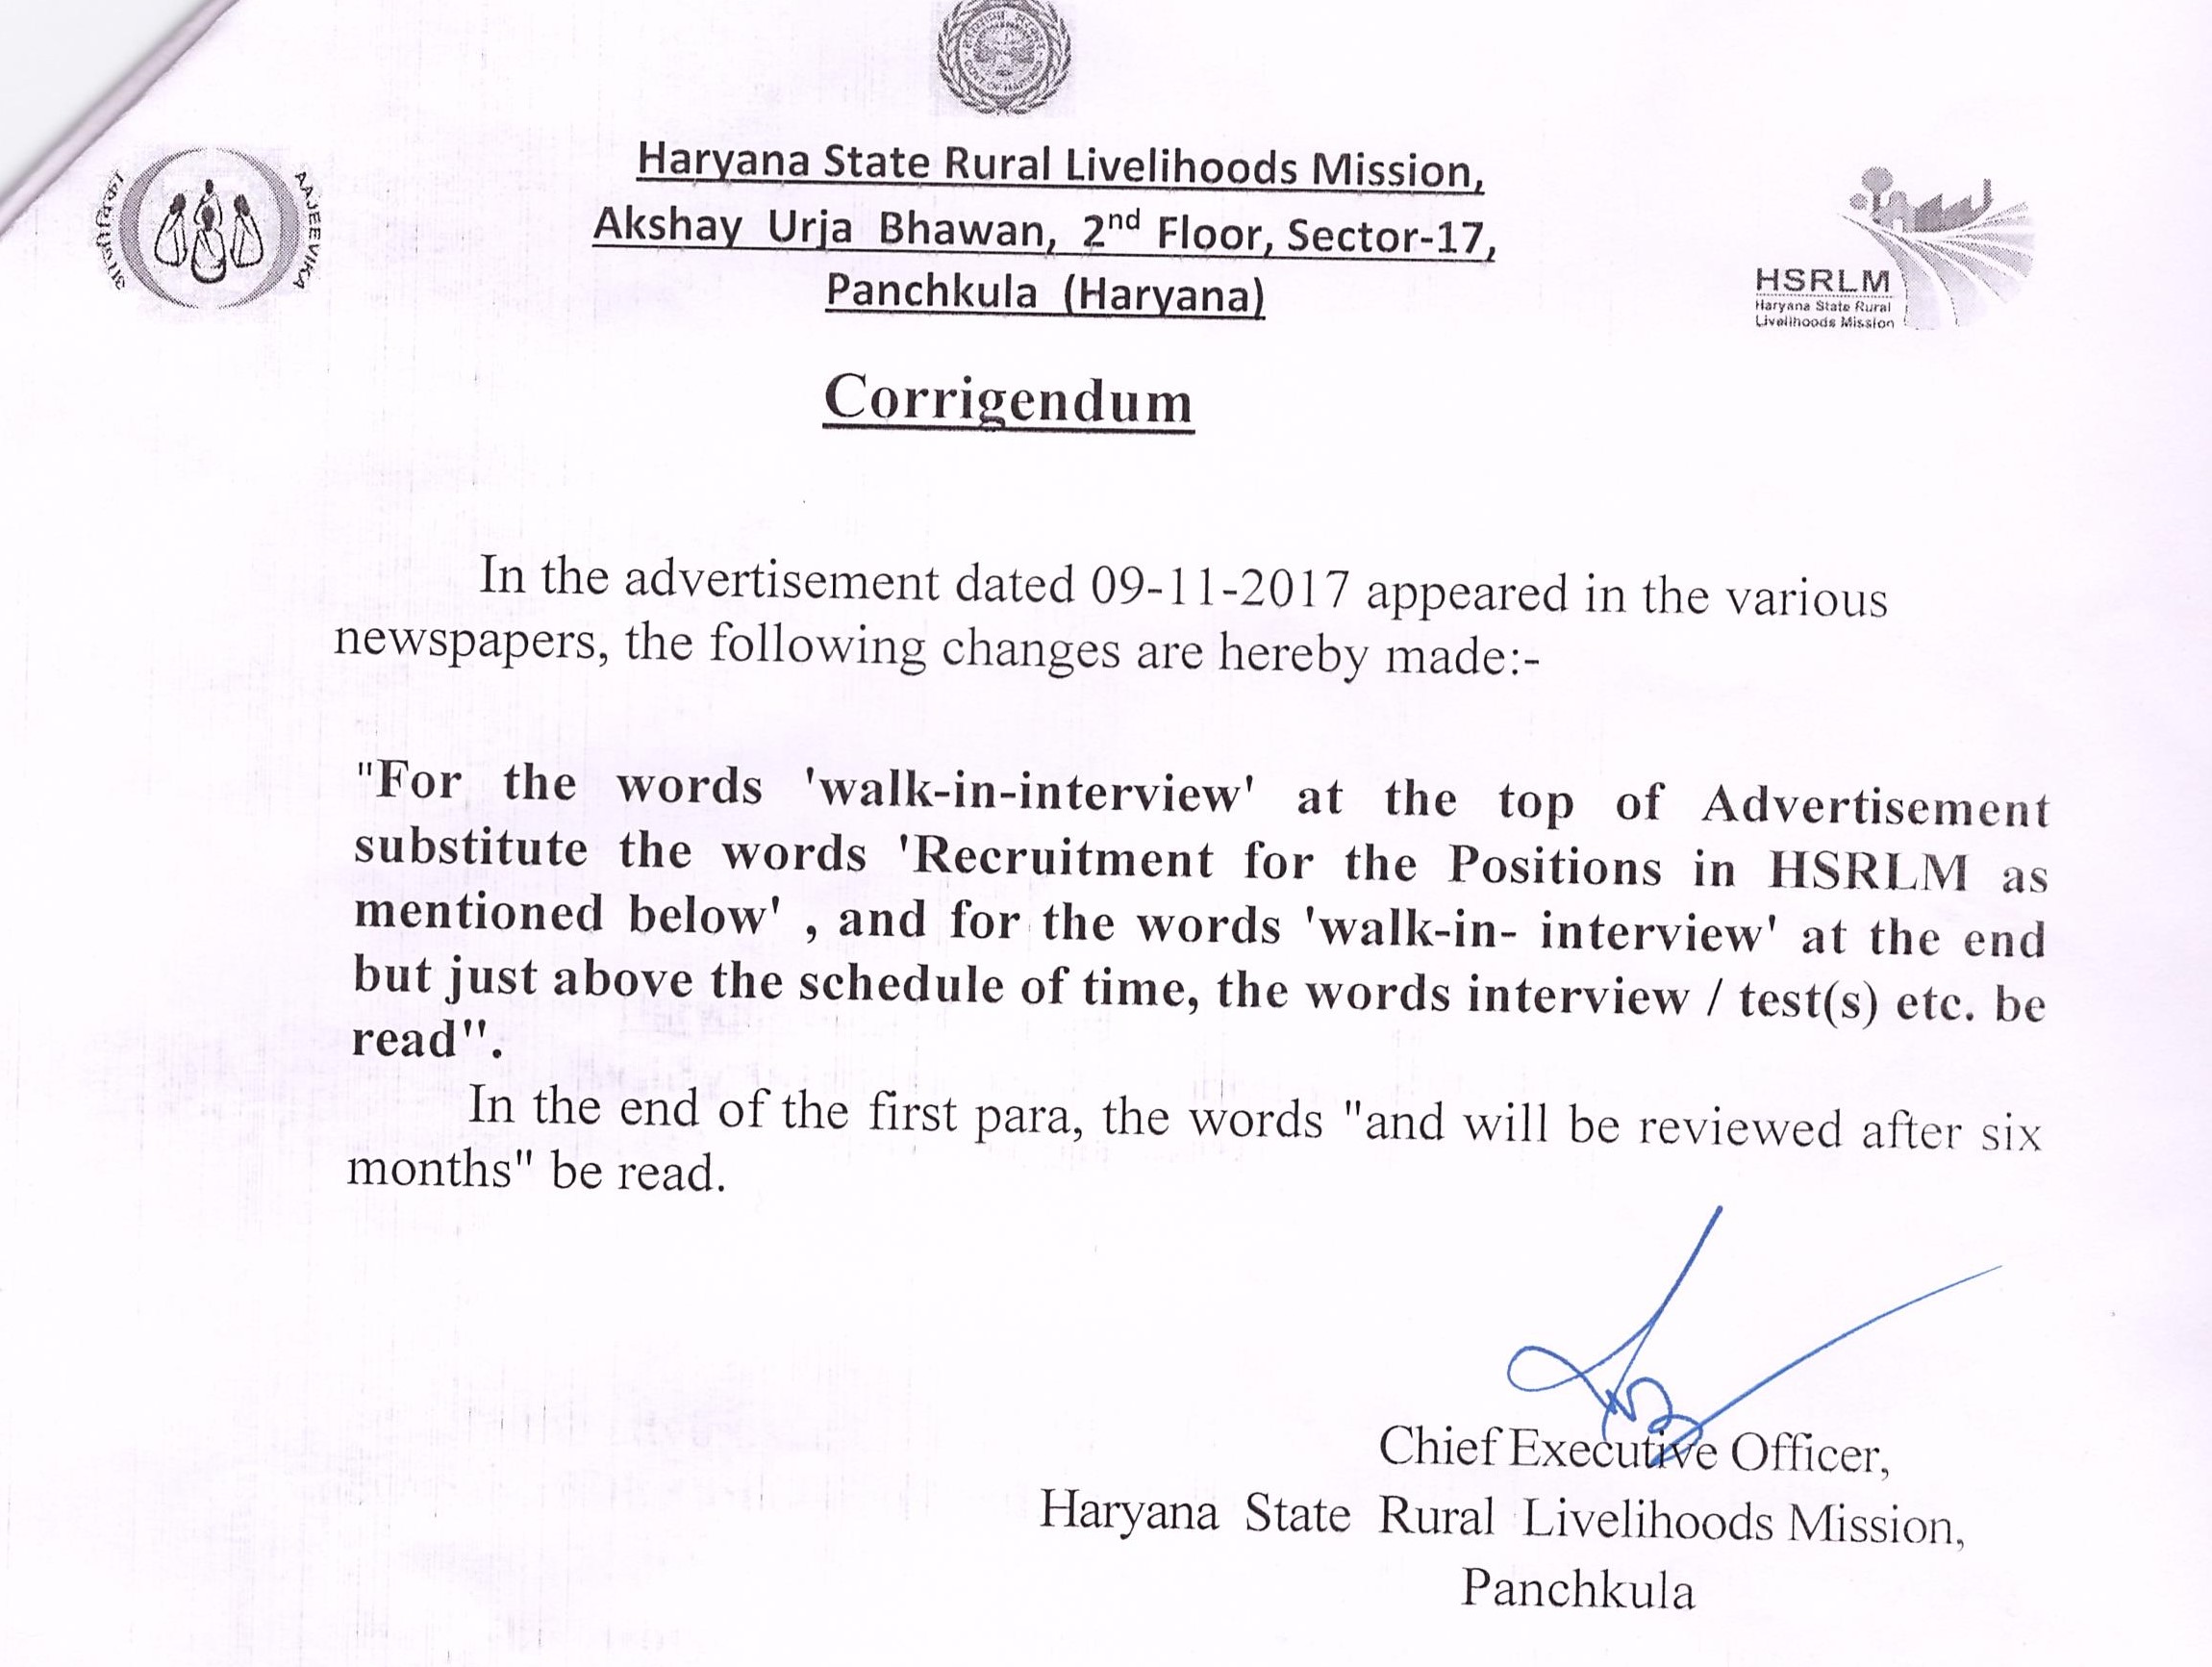 Haryana State Rural Livelihoods Mission,
Akshay Urja Bhawan, 2nd Floor, Sector-17,
Panchkula (Haryana)
आजीविका
AAJEEVIKA
HSRLM
Haryana State Rural
Livelihoods Mission
Corrigendum
In the advertisement dated 09-11-2017 appeared in the various
newspapers, the following changes are hereby made:-
"For the words 'walk-in-interview' at the top of Advertisement
substitute the words 'Recruitment for the Positions in HSRLM as
mentioned below' , and for the words 'walk-in- interview' at the end
but just above the schedule of time, the words interview / test(s) etc. be
read".
In the end of the first para, the words "and will be reviewed after six
months" be read.
Chief Executive Officer,
Haryana State Rural Livelihoods Mission,
Panchkula